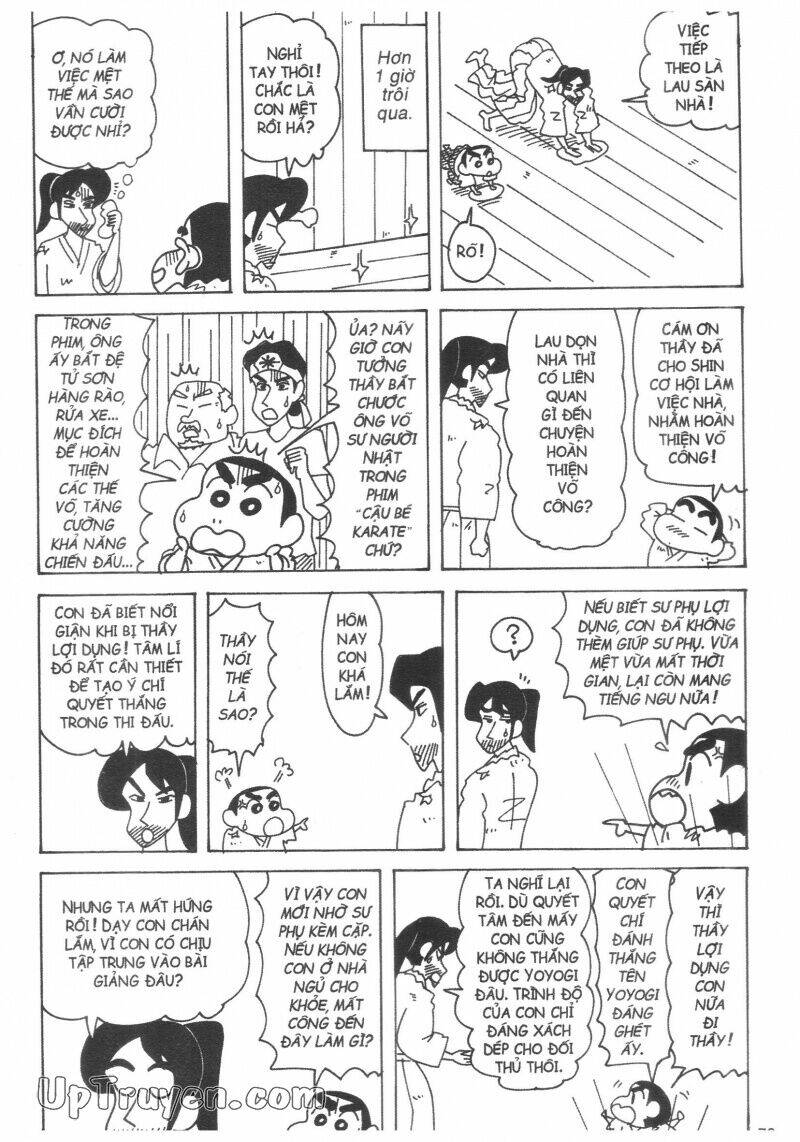 VIỆC
TIẾP
THEO LÀ
LAU SÀN
NHÀ!
RÕ!
Hơn
1 giờ
trôi
qua.
NGHỈ
TAY THÔI!
CHẮC LÀ
CON MỆT
RỒI HẢ?
Ơ, NÓ LÀM
VIỆC MỆT
THẾ MÀ SAO
VẪN CƯỜI
ĐƯỢC NHỈ?
CÁM ƠN
THẦY ĐÃ
CHO SHIN
CƠ HỘI LÀM
VIỆC NHÀ,
NHẰM HOÀN
THIỆN VÕ
CÔNG!
LAU DỌN
NHÀ THÌ
CÓ LIÊN
QUAN
GÌ ĐẾN
CHUYỆN
HOÀN
THIỆN
VÕ
CÔNG?
ỦA? NÃY
GIỜ CON
TƯỞNG
THẦY BẮT
CHƯỚC
ÔNG VÕ
SƯ NGƯỜI
NHẬT
TRONG
PHIM
"CẬU BÉ
KARATE"
CHỨ?
TRONG
PHIM, ÔNG
ẤY BẮT ĐỆ
TỬ SƠN
HÀNG RÀO,
RỬA XE...
MỤC ĐÍCH
ĐỂ HOÀN
THIỆN
CÁC THẾ
VÕ, TĂNG
CƯỜNG
KHẢ NĂNG
CHIẾN ĐẤU...
NẾU BIẾT SƯ PHỤ LỢI
DỤNG, CON ĐÃ KHÔNG
THÈM GIÚP SƯ PHỤ. VỪA
MỆT VỪA MẤT THỜI
GIAN, LẠI CÒN MANG
TIẾNG NGU NỮA!
?
HÔM
NAY
CON
KHÁ
LẮM!
THẦY
NÓI
THẾ
LÀ
SAO?
CON ĐÃ BIẾT NỔI
GIẬN KHI BỊ THẦY
LỢI DỤNG! TÂM LÍ
ĐÓ RẤT CẦN THIẾT
ĐỂ TẠO Ý CHÍ
QUYẾT THẮNG
TRONG THI ĐẤU.
VẬY
THÌ
THẦY
LỢI
DỤNG
CON
NỮA
ĐI
THẦY!
CON
QUYẾT
CHÍ
ĐÁNH
THẮNG
TÊN
YOYOGI
ĐÁNG
GHÉT
ẤY.
TA NGHĨ LẠI
RỒI. DÙ QUYẾT
TÂM ĐẾN MẤY
CON CŨNG
KHÔNG THẮNG
ĐƯỢC YOYOGI
ĐÂU. TRÌNH ĐỘ
CỦA CON CHỈ
ĐÁNG XÁCH
DÉP CHO ĐỐI
THỦ THÔI.
VÌ VẬY CON
MỚI NHỜ SƯ
PHỤ KÈM CẶP.
NẾU KHÔNG
CON Ở NHÀ
NGỦ CHO
KHỎE, MẤT
CÔNG ĐẾN
ĐÂY LÀM GÌ?
NHƯNG TA MẤT HỨNG
RỒI! DẠY CON CHÁN
LẮM, VÌ CON CÓ CHỊU
TẬP TRUNG VÀO BÀI
GIẢNG ĐÂU?
UpTruyen.com